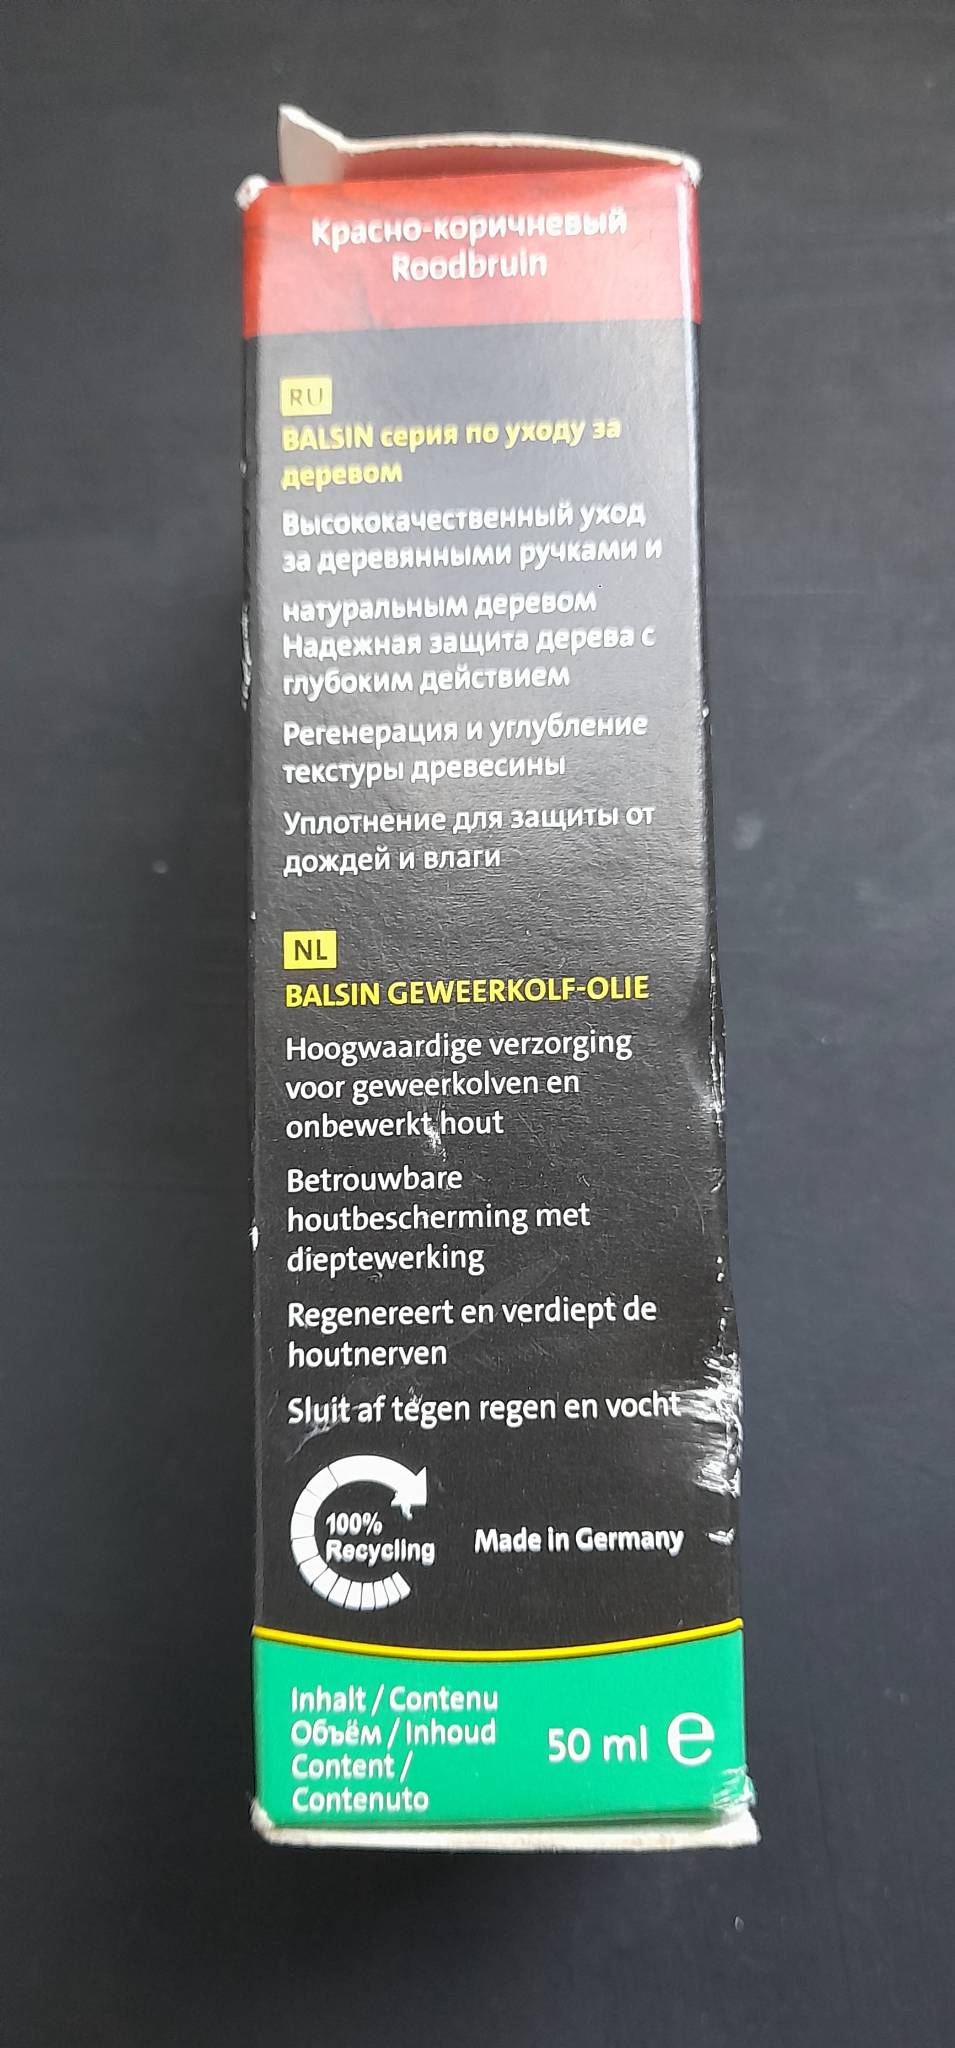 Красно-коричневый
Roodbruin
RU
BALSIN серия по уходу за
деревом
Высококачественный уход
за деревянными ручками и
натуральным деревом
Надежная защита дерева с
глубоким действием
Регенерация и углубление
текстуры древесины
Уплотнение для защиты от
дождей и влаги
NL
BALSIN GEWEERKOLF-OLIE
Hoogwaardige verzorging
voor geweerkolven en
onbewerkt hout
Betrouwbare
houtbescherming met
dieptewerking
Regenereert en verdiept de
houtnerven
Sluit af tegen regen en vocht
100%
Recycling
Made in Germany
Inhalt / Contenu
Объём / Inhoud
Content /
Contenuto
50 ml e